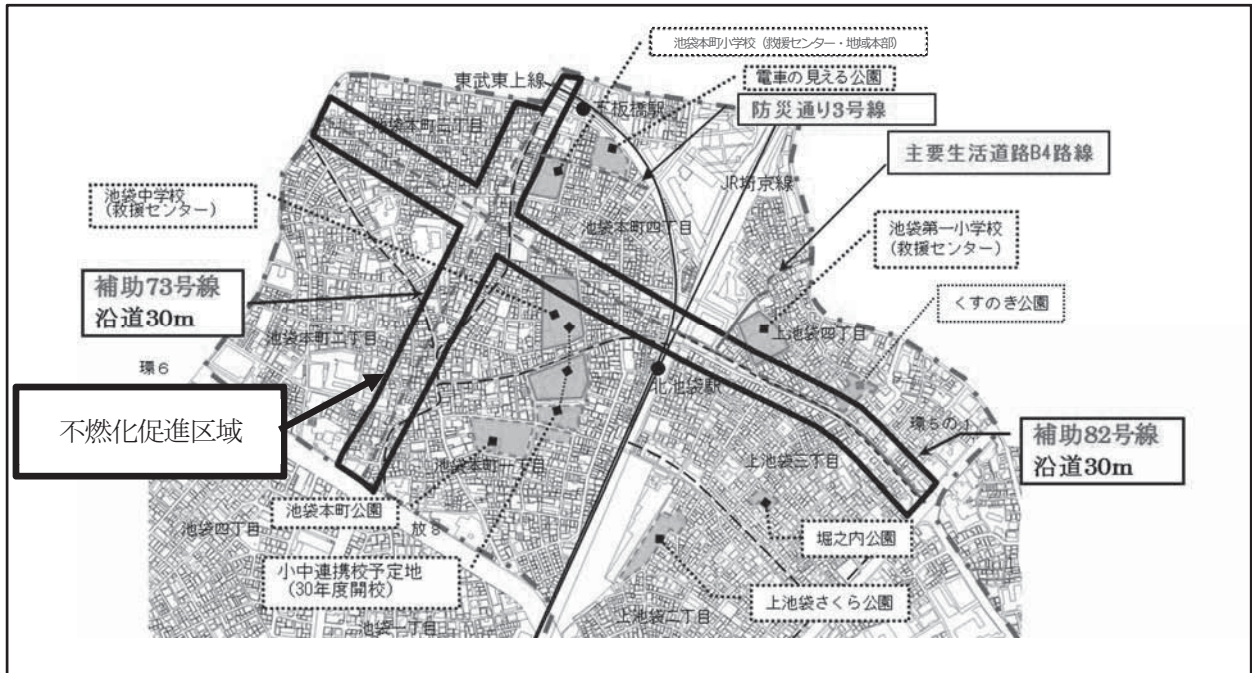 池袋本町小学校(救援センター・地域本部)
東武東上線
電車の見える公園
下板橋駅
防災通り3号線
池袋本町三丁目
主要生活道路B4路線
JR埼京線
池袋中学校
(救援センター)
池袋本町四丁目
池袋第一小学校
(救援センター)
補助73号線
沿道30m
くすのき公園
上池袋四丁目
池袋本町二丁目
環6
北池袋駅
不燃化促進区域
環5の1
補助82号線
沿道30m
上池袋三丁目
池袋本町一丁目
池袋本町公園
池袋四丁目
放8
堀之内公園
小中連携校予定地
(30年度開校)
上池袋さくら公園
上池袋二丁目
池袋一丁目